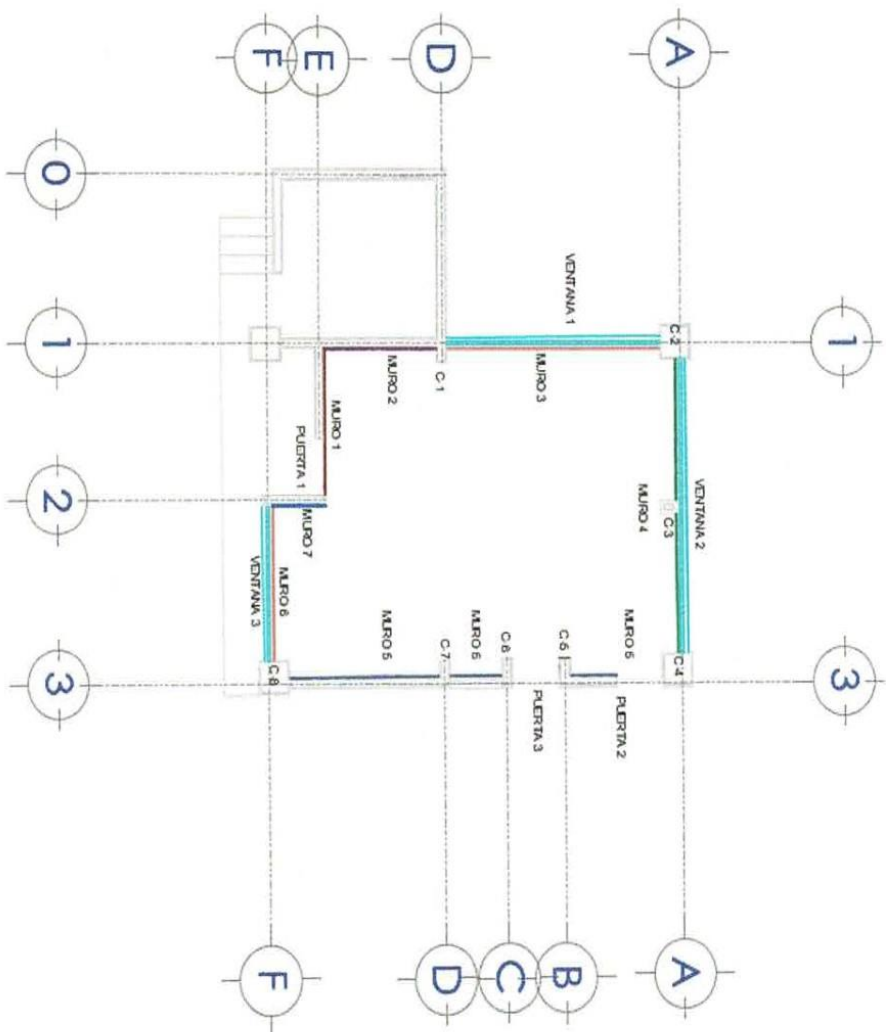 F
E
D
A
0
1
1
VENTANA 1
C-2
MURO 2
C-1
MURO 3
MURO 1
PUERTA 1
2
MURO 7
MURO 4
C-3
VENTANA 2
VENTANA 3
MURO 6
MURO 5
MURO 5
MURO 5
C-8
C-7
C-6
C-5
C-4
PUERTA 3
PUERTA 2
3
3
F
D
C
B
A